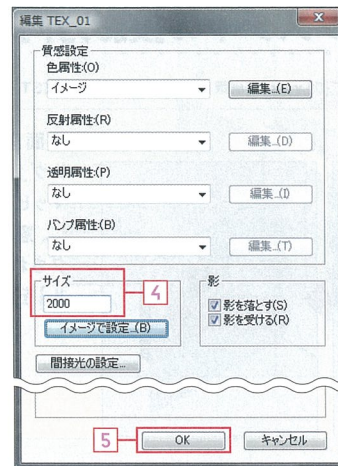 編集 TEX_01
質感設定
色属性:(O)
イメージ
編集...(E)
反射属性:(R)
なし
編集...(D)
透明属性:(P)
なし
編集...(I)
バンプ属性:(B)
なし
編集...(T)
サイズ
2000
4
イメージで設定...(B)
影
影を落とす(S)
影を受ける(R)
間接光の設定...
5
OK
キャンセル